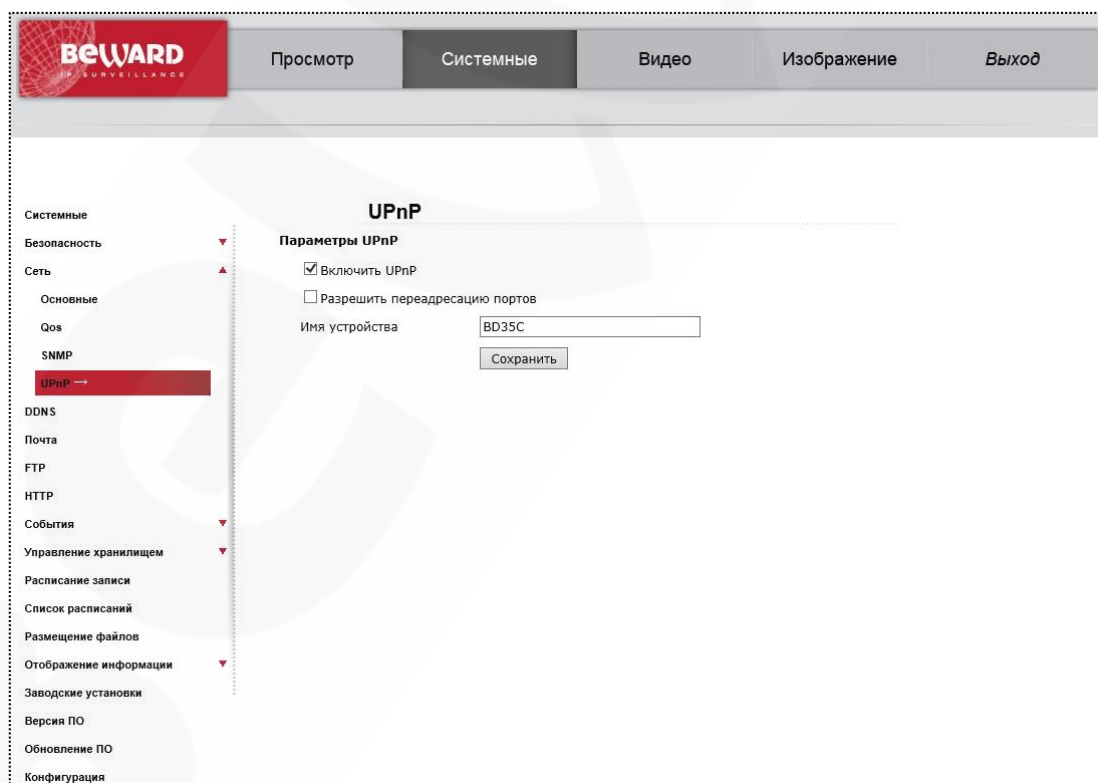 BEWARD
IP SURVEILLANCE
Просмотр
Системные
Видео
Изображение
Выход
Системные
Безопасность
Сеть
Основные
Qos
SNMP
UPnP →
DDNS
Почта
FTP
HTTP
События
Управление хранилищем
Расписание записи
Список расписаний
Размещение файлов
Отображение информации
Заводские установки
Версия ПО
Обновление ПО
Конфигурация
UPnP
Параметры UPnP
Включить UPnP
Разрешить переадресацию портов
Имя устройства BD35C
Сохранить